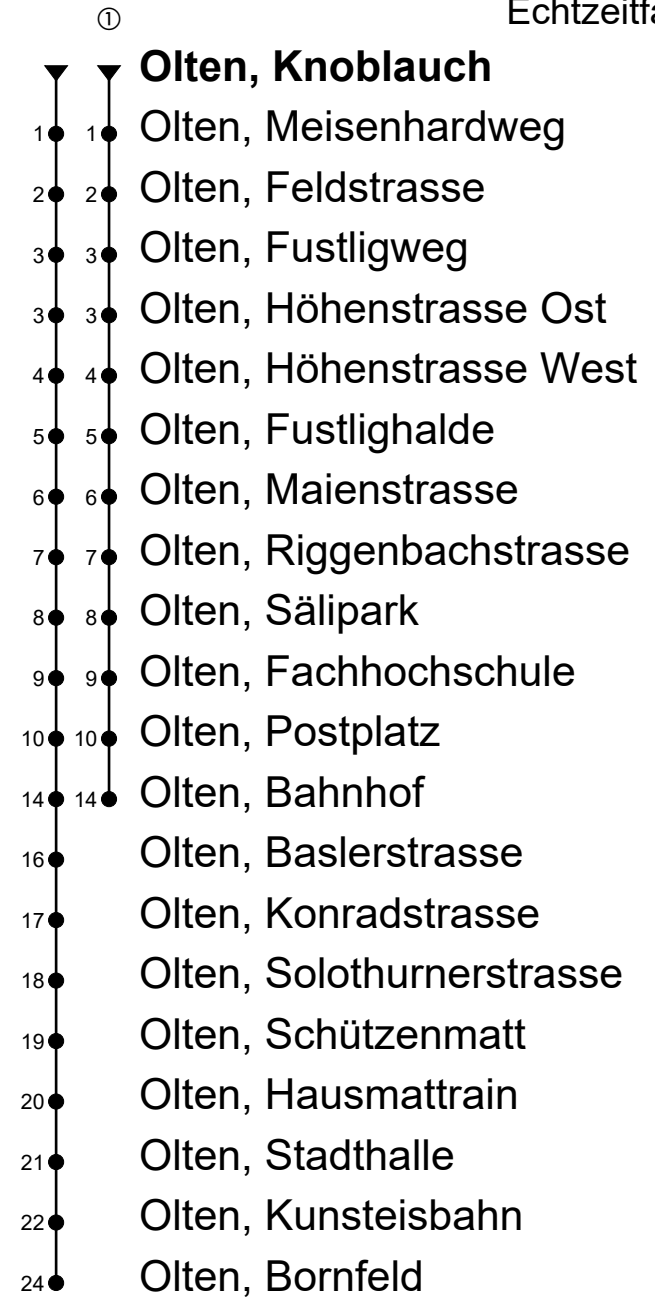 ① Echtzeitfa
Olten, Knoblauch
1 1 Olten, Meisenhardweg
2 2 Olten, Feldstrasse
3 3 Olten, Fustligweg
3 3 Olten, Höhenstrasse Ost
4 4 Olten, Höhenstrasse West
5 5 Olten, Fustlighalde
6 6 Olten, Maienstrasse
7 7 Olten, Riggenbachstrasse
8 8 Olten, Sälipark
9 9 Olten, Fachhochschule
10 10 Olten, Postplatz
14 14 Olten, Bahnhof
16 Olten, Baslerstrasse
17 Olten, Konradstrasse
18 Olten, Solothurnerstrasse
19 Olten, Schützenmatt
20 Olten, Hausmattrain
21 Olten, Stadthalle
22 Olten, Kunsteisbahn
24 Olten, Bornfeld